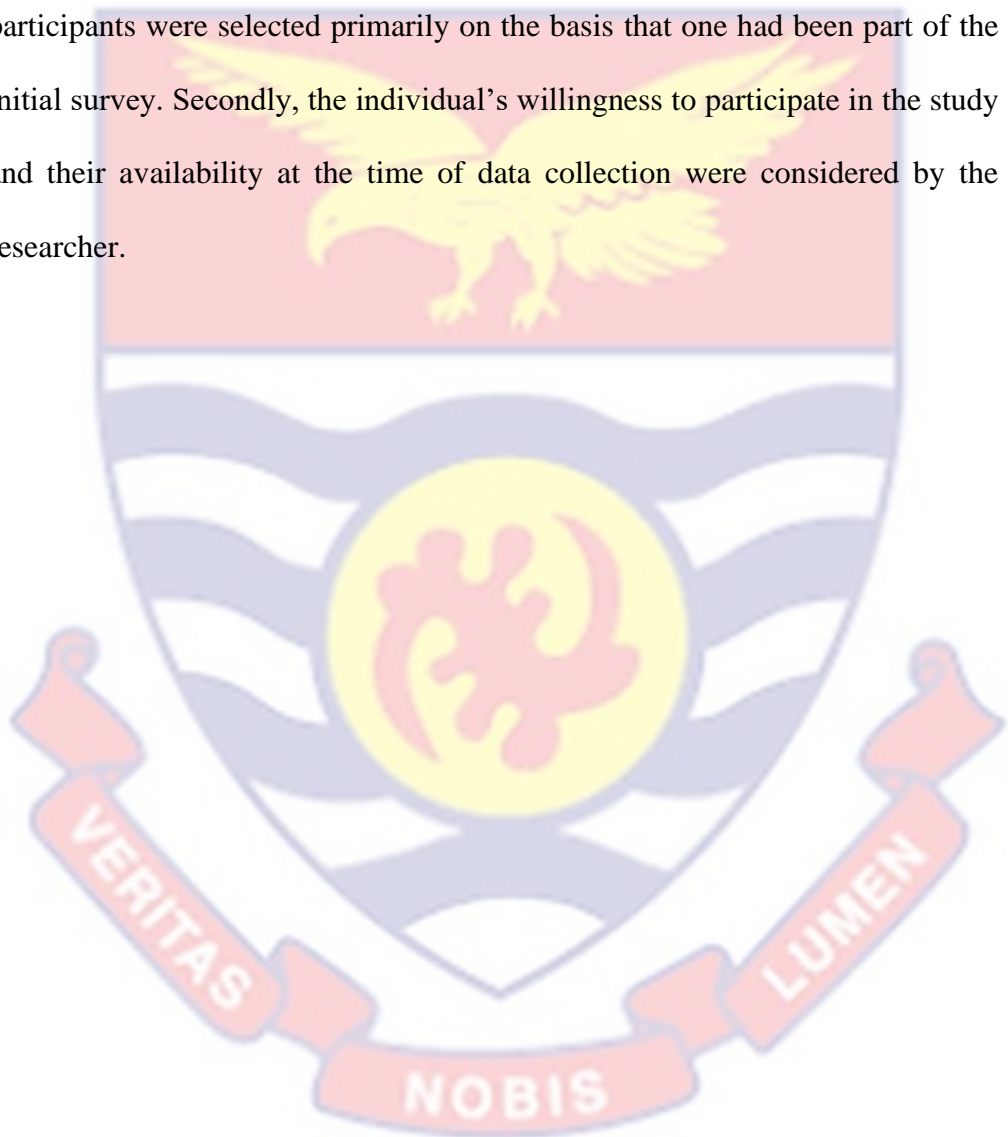 participants were selected primarily on the basis that one had been part of the
initial survey. Secondly, the individual's willingness to participate in the study
and their availability at the time of data collection were considered by the
researcher.
VERITAS
NOBIS
LUMEN